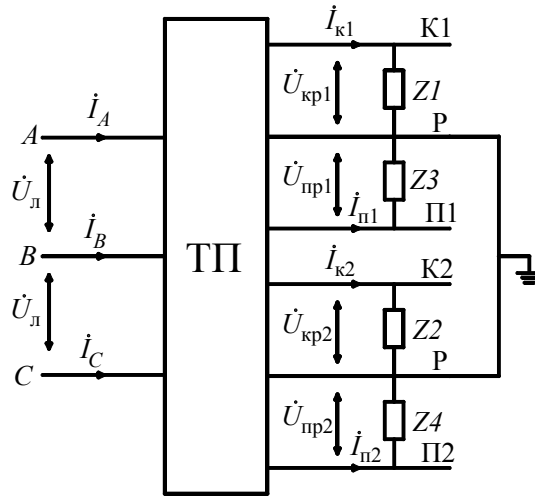 İк1 К1
U̇кр1 Z1
İA
A Р
U̇л U̇пр1 Z3
İп1 П1
İB
B ТП İк2 К2
U̇л U̇кр2 Z2
İC
C Р
U̇пр2 Z4
İп2 П2